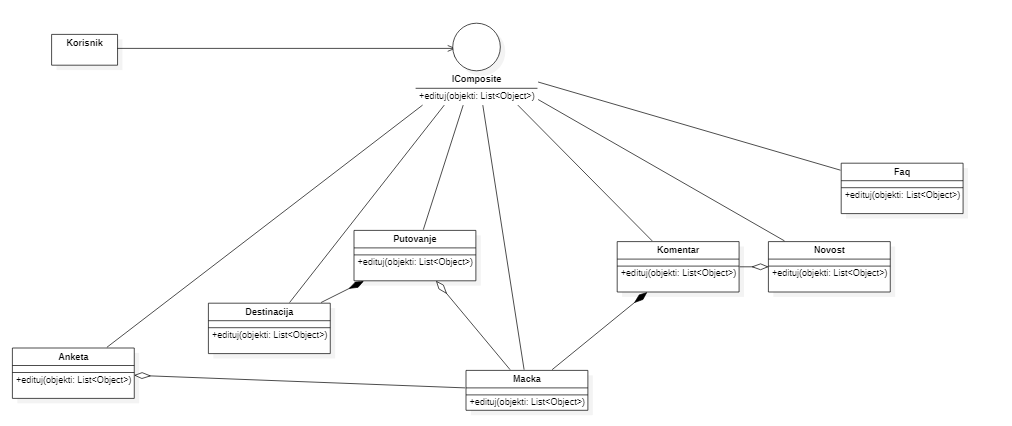 Korisnik
IComposite
+edituj(objekti: List<Object>)
Faq
+edituj(objekti: List<Object>)
Putovanje
+edituj(objekti: List<Object>)
Komentar
+edituj(objekti: List<Object>)
Novost
+edituj(objekti: List<Object>)
Destinacija
+edituj(objekti: List<Object>)
Anketa
+edituj(objekti: List<Object>)
Macka
+edituj(objekti: List<Object>)